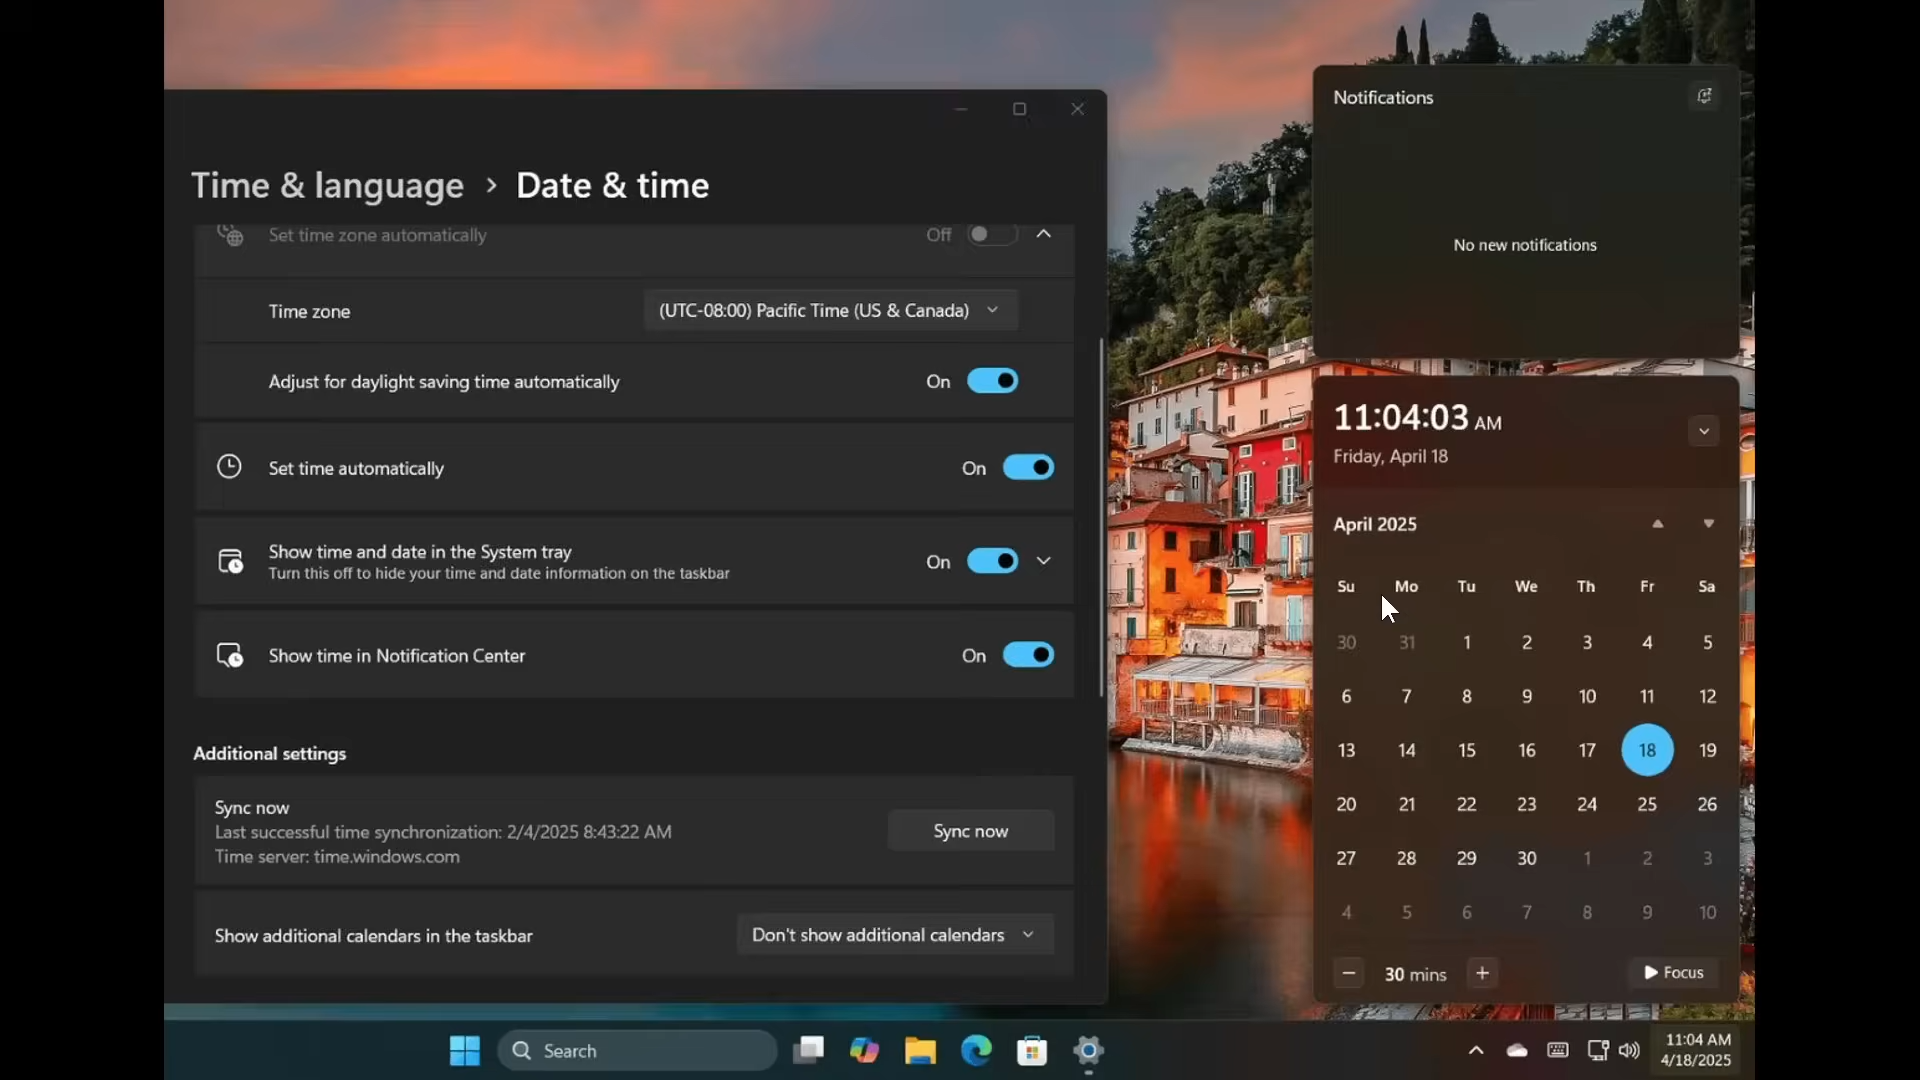 Time & language > Date & time
Set time zone automatically
Off
Time zone
(UTC-08:00) Pacific Time (US & Canada)
Adjust for daylight saving time automatically
On
Set time automatically
On
Show time and date in the System tray
Turn this off to hide your time and date information on the taskbar
On
Show time in Notification Center
On
Additional settings
Sync now
Last successful time synchronization: 2/4/2025 8:43:22 AM
Time server: time.windows.com
Sync now
Show additional calendars in the taskbar
Don't show additional calendars
Notifications
No new notifications
11:04:03 AM
Friday, April 18
April 2025
Su Mo Tu We Th Fr Sa
30 31 1 2 3 4 5
6 7 8 9 10 11 12
13 14 15 16 17 18 19
20 21 22 23 24 25 26
27 28 29 30 1 2 3
4 5 6 7 8 9 10
30 mins
Focus
Search
11:04 AM
4/18/2025